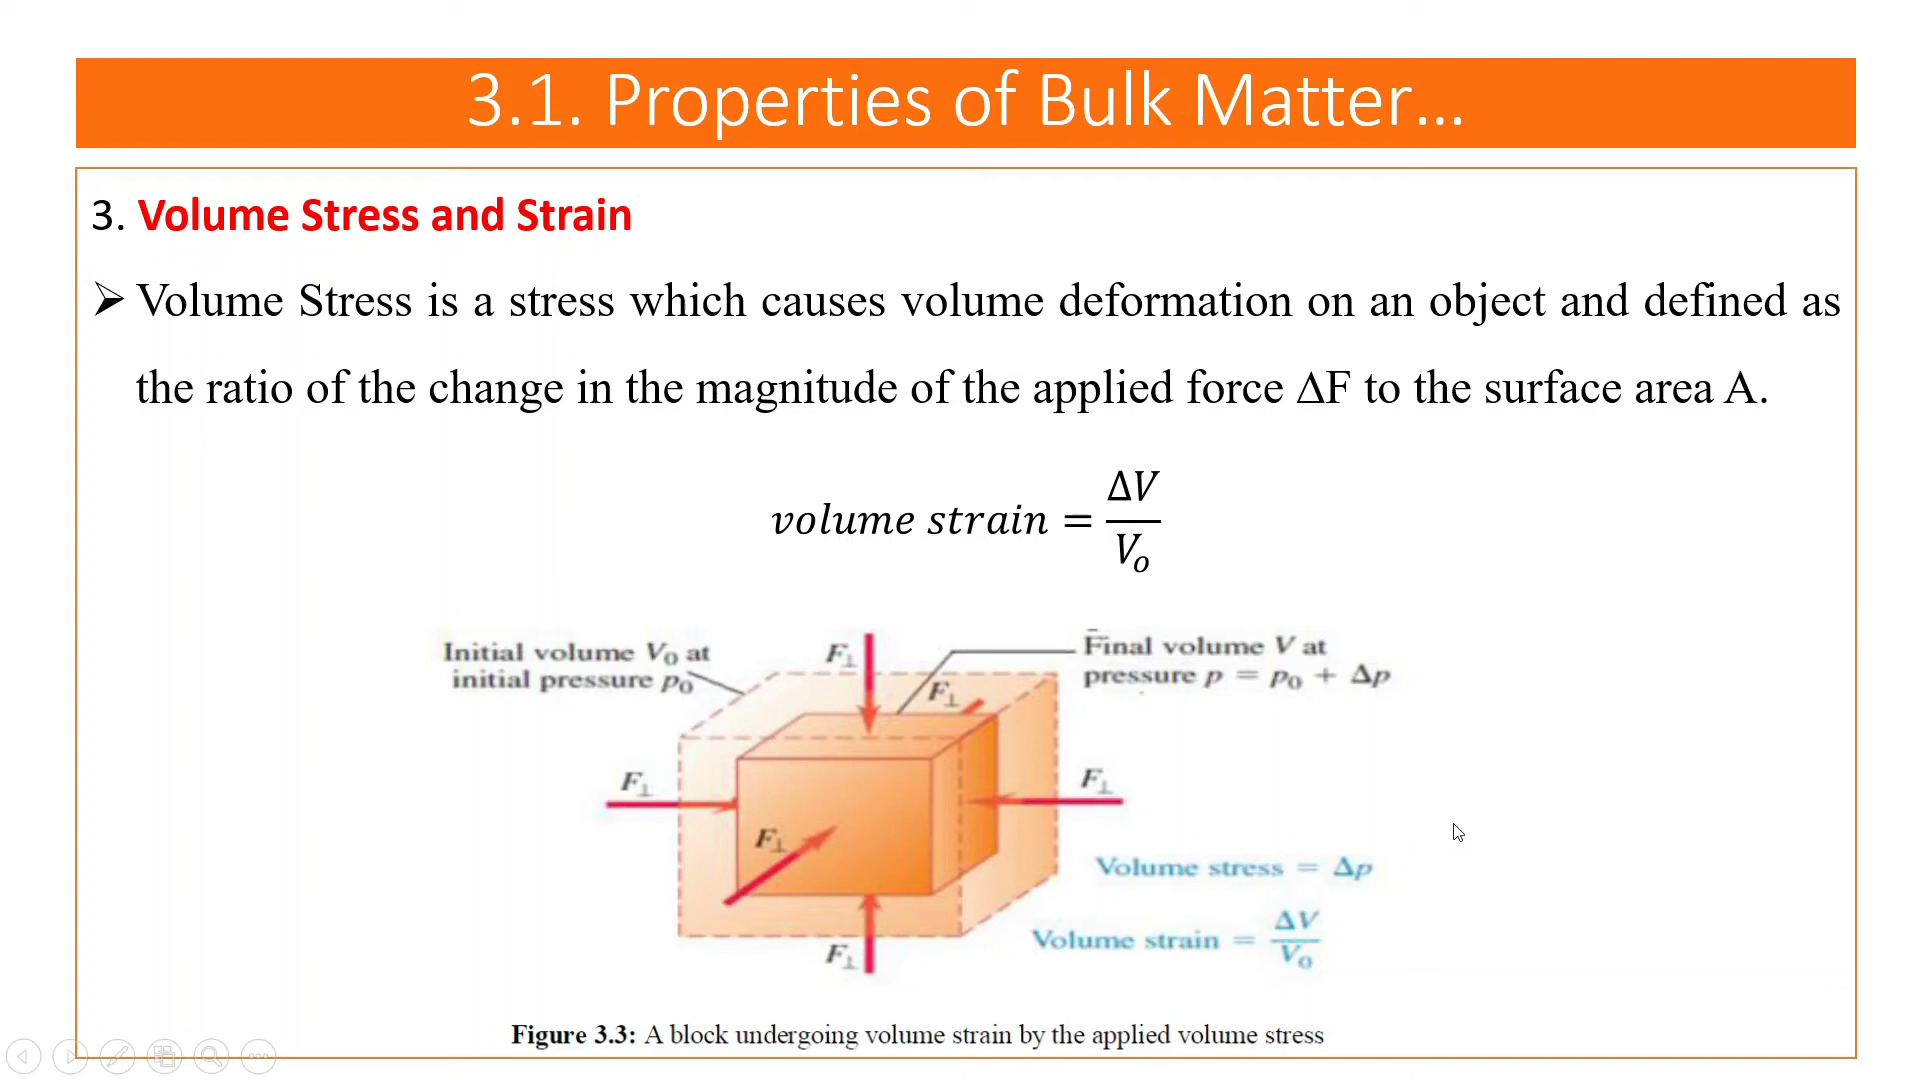 3.1. Properties of Bulk Matter…
3. Volume Stress and Strain
➢ Volume Stress is a stress which causes volume deformation on an object and defined as
the ratio of the change in the magnitude of the applied force ΔF to the surface area A.
volume strain = ΔV/Vₒ
Initial volume V₀ at
initial pressure p₀
F⊥
F⊥
Final volume V at
pressure p = p₀ + Δp
F⊥
F⊥
F⊥
F⊥
Volume stress = Δp
Volume strain = ΔV/V₀
Figure 3.3: A block undergoing volume strain by the applied volume stress